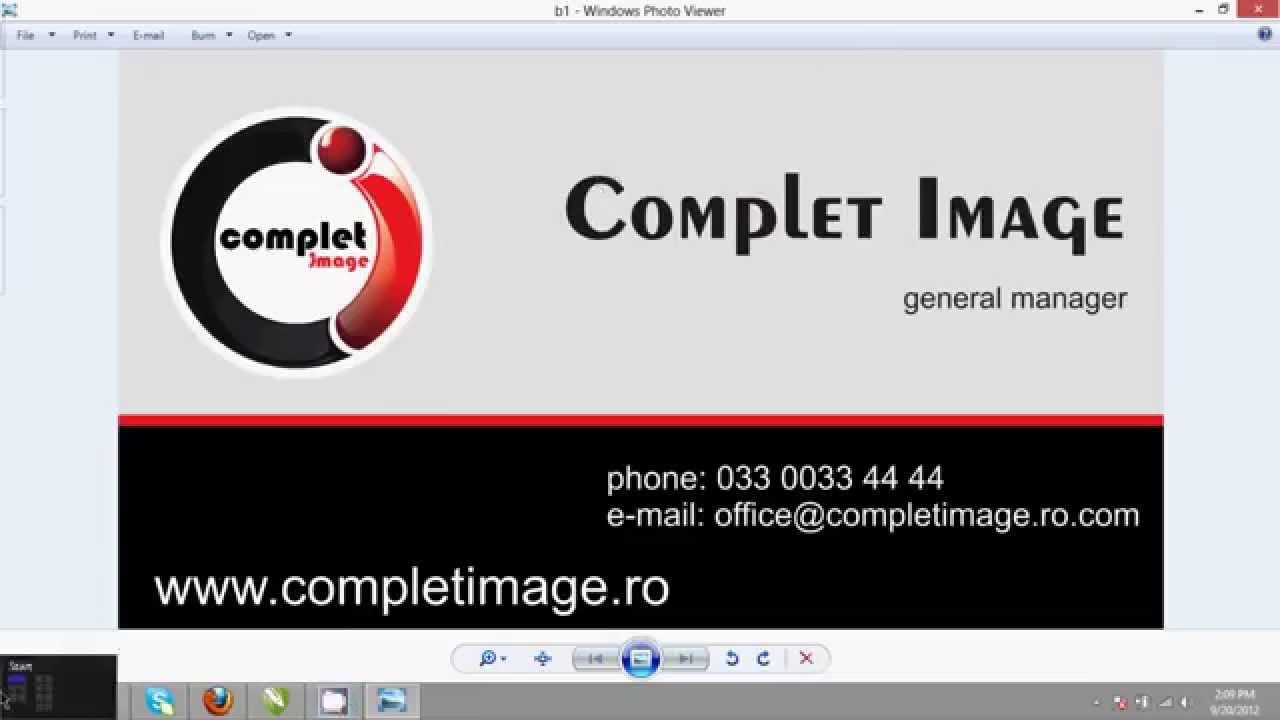 b1 - Windows Photo Viewer
File Print E-mail Burn Open
complet
Image
Complet Image
general manager
phone: 033 0033 44 44
e-mail: office@completimage.ro.com
www.completimage.ro
Start
2:09 PM
9/20/2012